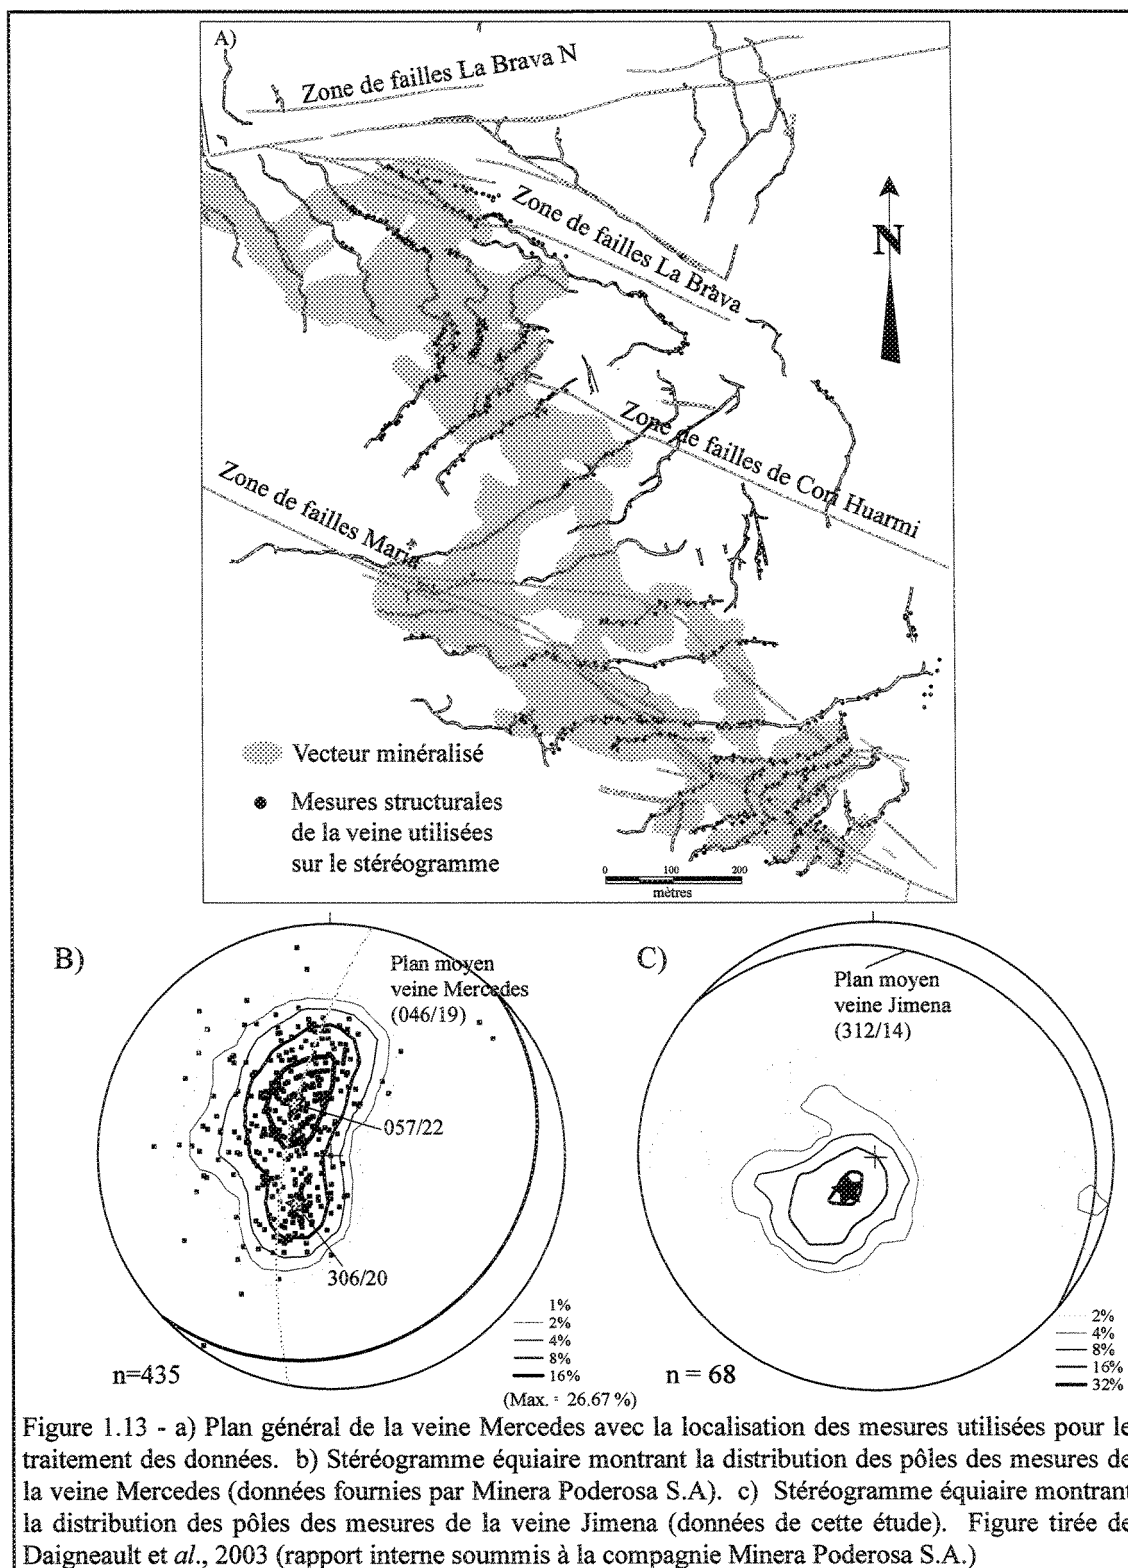 A)
Zone de failles La Brava N
Zone de failles La Brava
N
Zone de failles de Cori Huarmi
Zone de failles Maria
Vecteur minéralisé
Mesures structurales
de la veine utilisées
sur le stéréogramme
0 100 200
mètres
B)
Plan moyen
veine Mercedes
(046/19)
057/22
306/20
n=435
1%
2%
4%
8%
16%
(Max. = 26.67 %)
C)
Plan moyen
veine Jimena
(312/14)
n = 68
2%
4%
8%
16%
32%
Figure 1.13 - a) Plan général de la veine Mercedes avec la localisation des mesures utilisées pour le
traitement des données. b) Stéréogramme équiaire montrant la distribution des pôles des mesures de
la veine Mercedes (données fournies par Minera Poderosa S.A). c) Stéréogramme équiaire montrant
la distribution des pôles des mesures de la veine Jimena (données de cette étude). Figure tirée de
Daigneault et al., 2003 (rapport interne soummis à la compagnie Minera Poderosa S.A.)